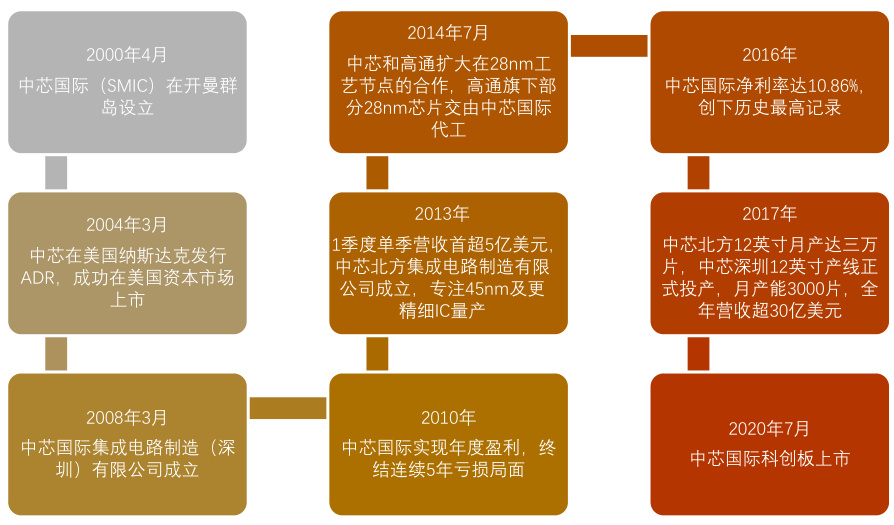 2000年4月
中芯国际（SMIC）在开曼群
岛设立
2004年3月
中芯在美国纳斯达克发行
ADR，成功在美国资本市场
上市
2008年3月
中芯国际集成电路制造（深
圳）有限公司成立
2010年
中芯国际实现年度盈利，终
结连续5年亏损局面
2013年
1季度单季营收首超5亿美元，
中芯北方集成电路制造有限
公司成立，专注45nm及更
精细IC量产
2014年7月
中芯和高通扩大在28nm工
艺节点的合作，高通旗下部
分28nm芯片交由中芯国际
代工
2016年
中芯国际净利率达10.86%，
创下历史最高记录
2017年
中芯北方12英寸月产达三万
片，中芯深圳12英寸产线正
式投产，月产能3000片，全
年营收超30亿美元
2020年7月
中芯国际科创板上市